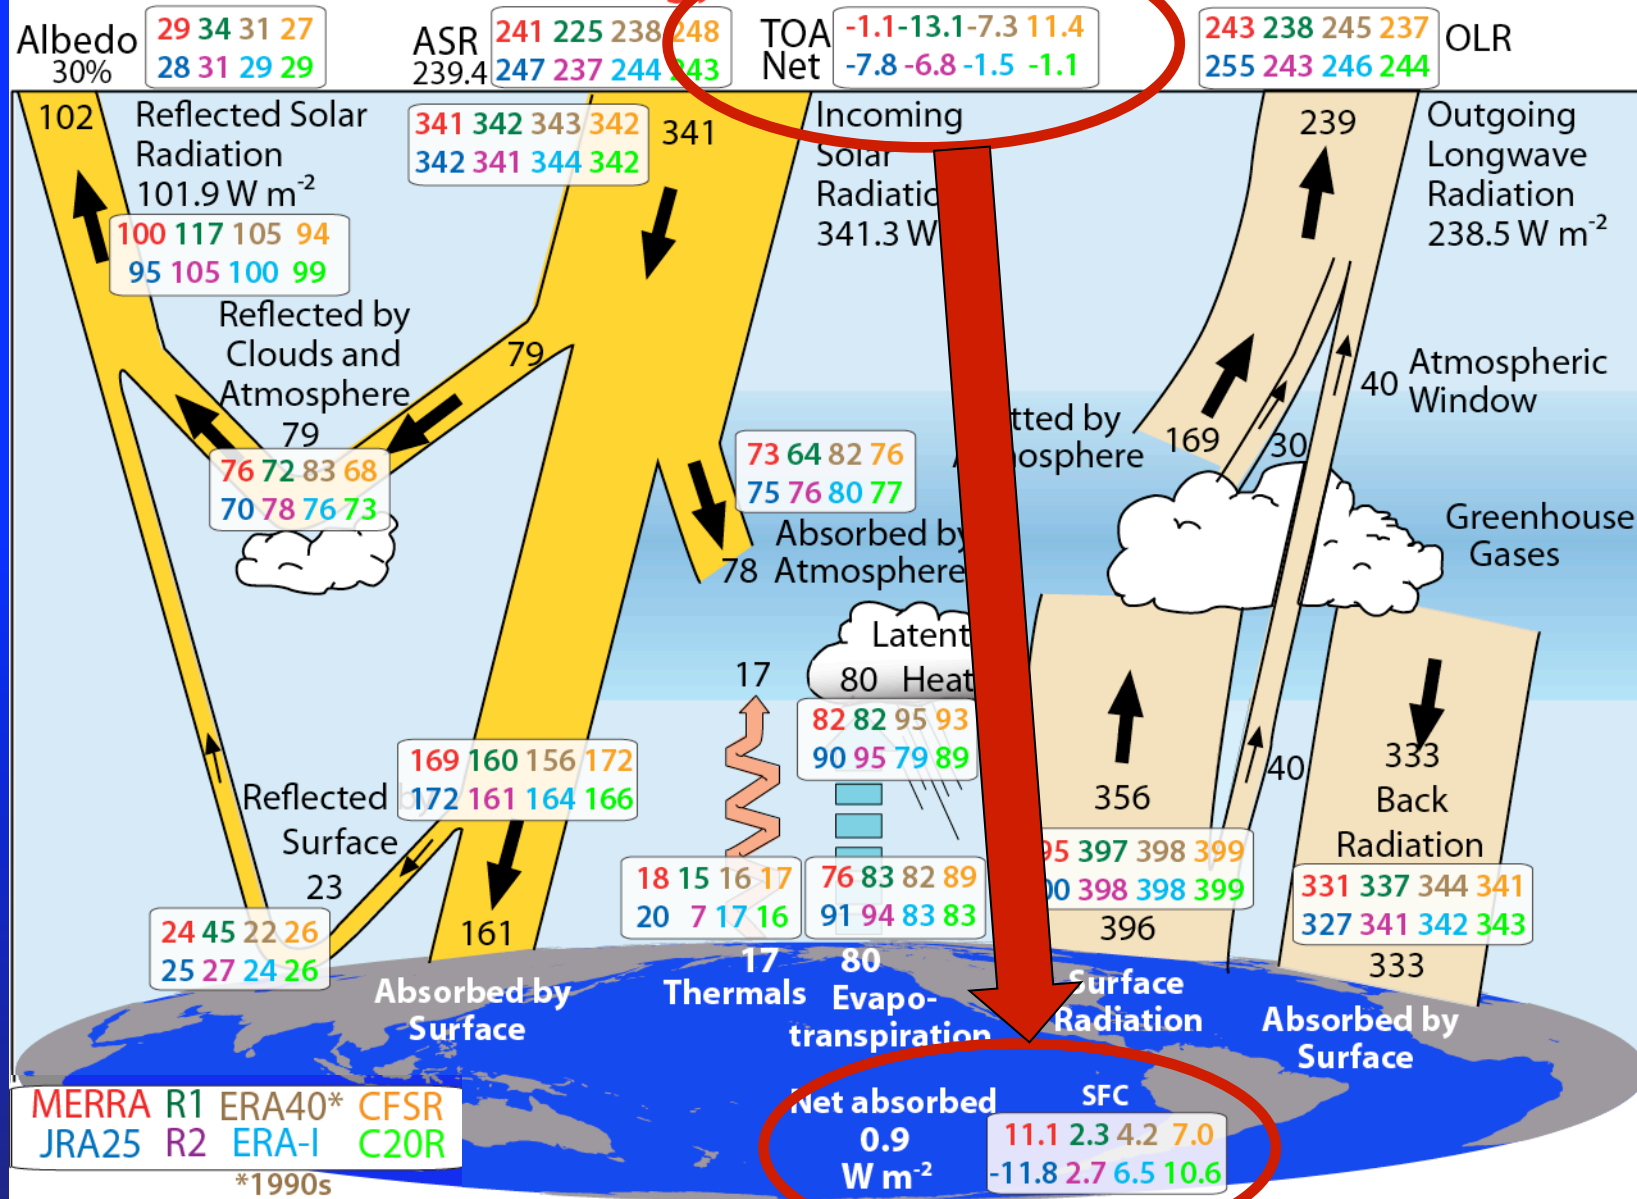 Albedo
30%
29 34 31 27
28 31 29 29
ASR
239.4
241 225 238 248
247 237 244 243
TOA
Net
-1.1 -13.1 -7.3 11.4
-7.8 -6.8 -1.5 -1.1
243 238 245 237
255 243 246 244
OLR
102
Reflected Solar
Radiation
101.9 W m-2
100 117 105 94
95 105 100 99
341 342 343 342
342 341 344 342
341
Incoming
Solar
341.3 W
239
Outgoing
Longwave
Radiation
238.5 W m-2
Reflected by
Clouds and
Atmosphere
79
76 72 83 68
70 78 76 73
79
73 64 82 76
75 76 80 77
Absorbed by
Atmosphere
78
169
30
40
Atmospheric
Window
Greenhouse
Gases
Latent
80 Heat
82 82 95 93
90 95 79 89
17
169 160 156 172
172 161 164 166
Reflected
Surface
23
24 45 22 26
25 27 24 26
161
Absorbed by
Surface
18 15 16 17
20 7 17 16
17
Thermals
76 83 82 89
91 94 83 83
80
Evapo-
transpiration
356
397 398 399
398 398 399
396
Surface
Radiation
40
333
Back
Radiation
331 337 344 341
327 341 342 343
333
Absorbed by
Surface
Net absorbed
0.9
W m-2
SFC
11.1 2.3 4.2 7.0
-11.8 2.7 6.5 10.6
MERRA R1 ERA40* CFSR
JRA25 R2 ERA-I C20R
*1990s